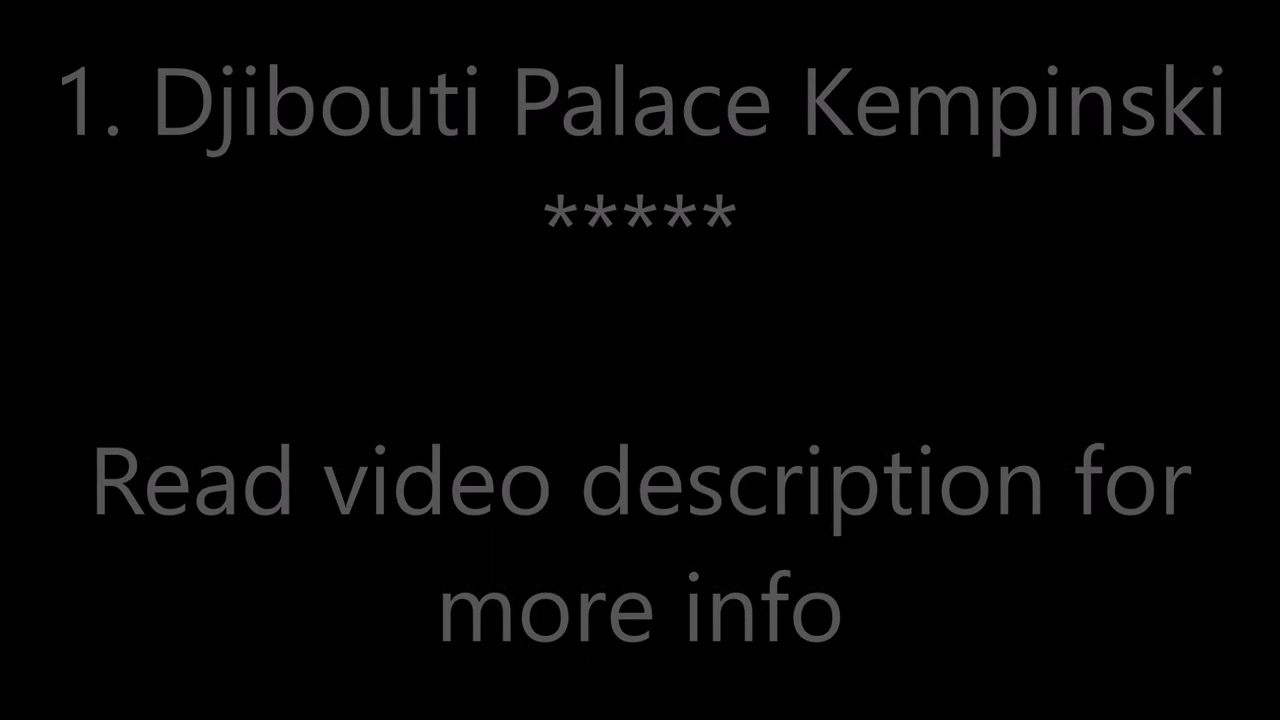 1. Djibouti Palace Kempinski
*****
Read video description for
more info